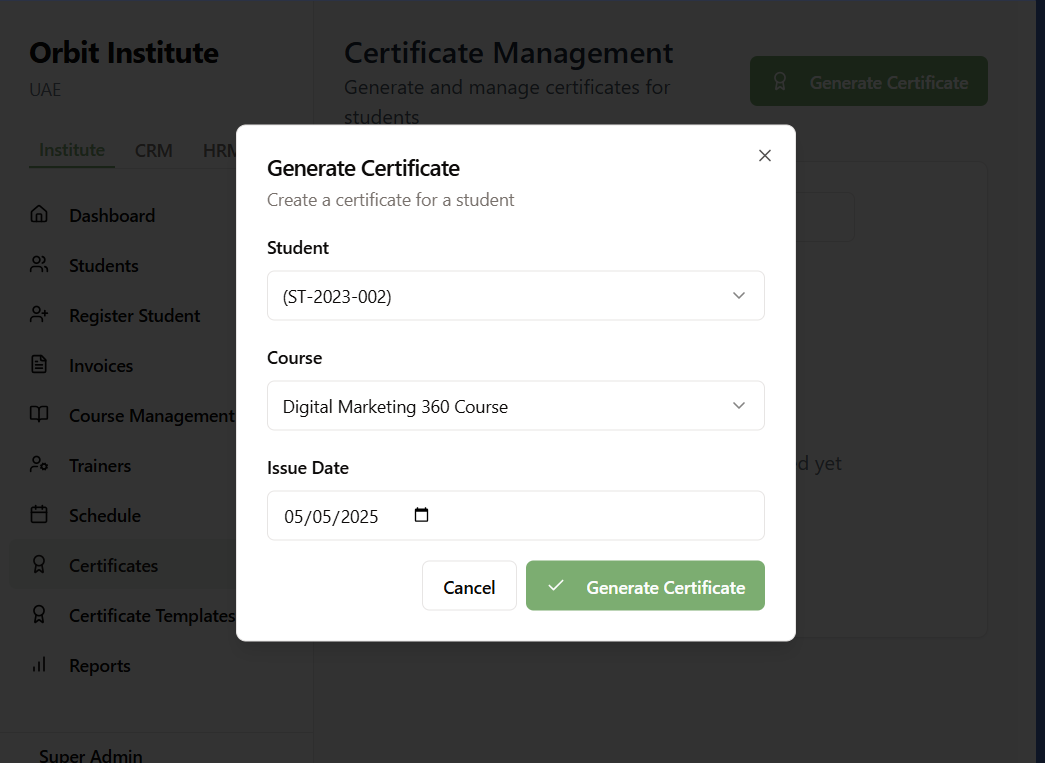 Orbit Institute
UAE
Institute CRM HRM
Dashboard
Students
Register Student
Invoices
Course Management
Trainers
Schedule
Certificates
Certificate Templates
Reports
Super Admin
Certificate Management
Generate and manage certificates for
students
Generate Certificate
Generate Certificate
Create a certificate for a student
Student
(ST-2023-002)
Course
Digital Marketing 360 Course
Issue Date
05/05/2025
Cancel
Generate Certificate
yet